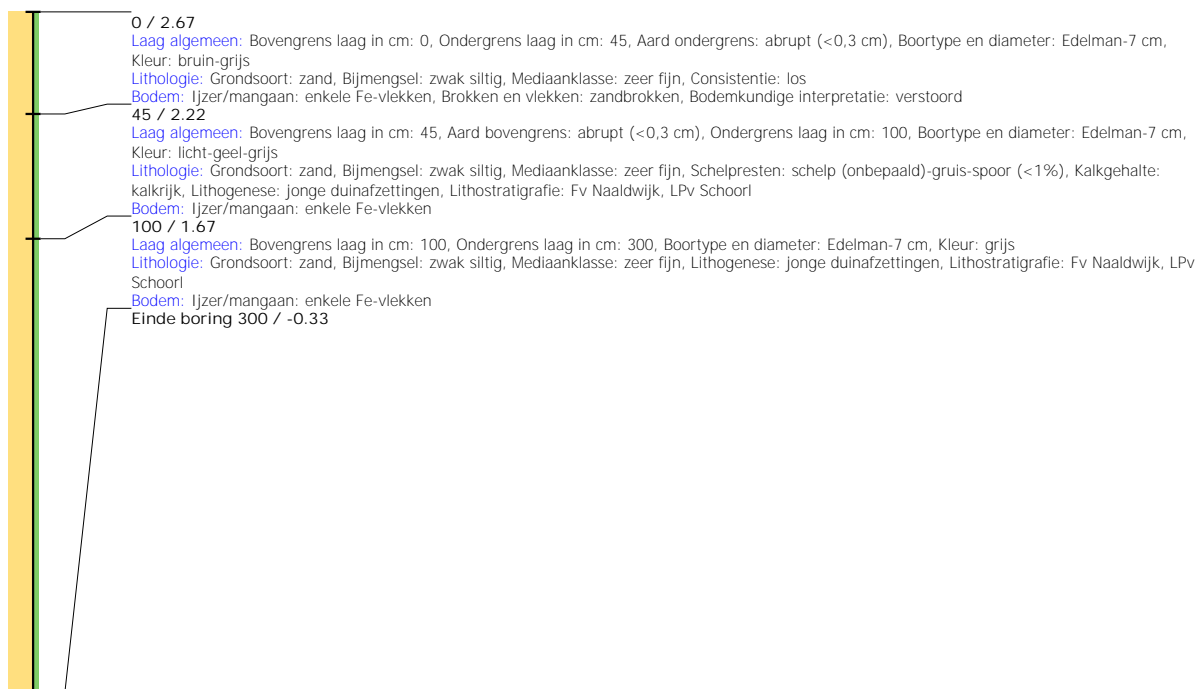 0 / 2.67
Laag algemeen: Bovengrens laag in cm: 0, Ondergrens laag in cm: 45, Aard ondergrens: abrupt (<0,3 cm), Boortype en diameter: Edelman-7 cm,
Kleur: bruin-grijs
Lithologie: Grondsoort: zand, Bijmengsel: zwak siltig, Mediaanklasse: zeer fijn, Consistentie: los
Bodem: Ijzer/mangaan: enkele Fe-vlekken, Brokken en vlekken: zandbrokken, Bodemkundige interpretatie: verstoord
45 / 2.22
Laag algemeen: Bovengrens laag in cm: 45, Aard bovengrens: abrupt (<0,3 cm), Ondergrens laag in cm: 100, Boortype en diameter: Edelman-7 cm,
Kleur: licht-geel-grijs
Lithologie: Grondsoort: zand, Bijmengsel: zwak siltig, Mediaanklasse: zeer fijn, Schelpresten: schelp (onbepaald)-gruis-spoor (<1%), Kalkgehalte:
kalkrijk, Lithogenese: jonge duinafzettingen, Lithostratigrafie: Fv Naaldwijk, LPv Schoorl
Bodem: Ijzer/mangaan: enkele Fe-vlekken
100 / 1.67
Laag algemeen: Bovengrens laag in cm: 100, Ondergrens laag in cm: 300, Boortype en diameter: Edelman-7 cm, Kleur: grijs
Lithologie: Grondsoort: zand, Bijmengsel: zwak siltig, Mediaanklasse: zeer fijn, Lithogenese: jonge duinafzettingen, Lithostratigrafie: Fv Naaldwijk, LPv
Schoorl
Bodem: Ijzer/mangaan: enkele Fe-vlekken
Einde boring 300 / -0.33